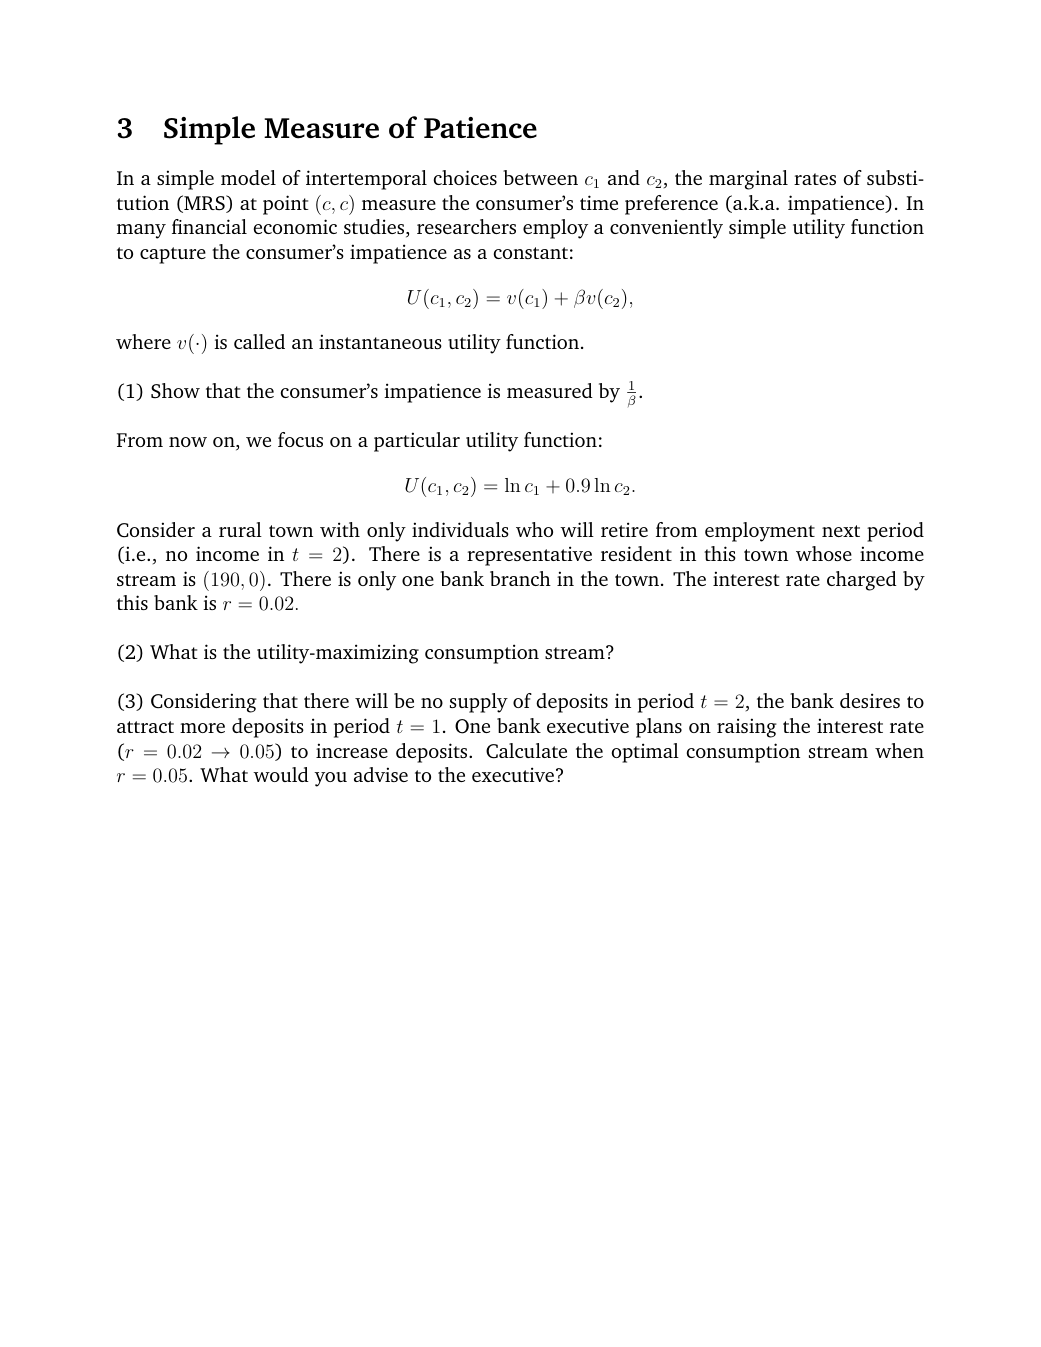 3 Simple Measure of Patience
In a simple model of intertemporal choices between c₁ and c₂, the marginal rates of substi-
tution (MRS) at point (c, c) measure the consumer's time preference (a.k.a. impatience). In
many financial economic studies, researchers employ a conveniently simple utility function
to capture the consumer's impatience as a constant:
U(c₁, c₂) = v(c₁) + βv(c₂),
where v(·) is called an instantaneous utility function.
(1) Show that the consumer's impatience is measured by 1/β.
From now on, we focus on a particular utility function:
U(c₁, c₂) = ln c₁ + 0.9 ln c₂.
Consider a rural town with only individuals who will retire from employment next period
(i.e., no income in t = 2). There is a representative resident in this town whose income
stream is (190, 0). There is only one bank branch in the town. The interest rate charged by
this bank is r = 0.02.
(2) What is the utility-maximizing consumption stream?
(3) Considering that there will be no supply of deposits in period t = 2, the bank desires to
attract more deposits in period t = 1. One bank executive plans on raising the interest rate
(r = 0.02 → 0.05) to increase deposits. Calculate the optimal consumption stream when
r = 0.05. What would you advise to the executive?